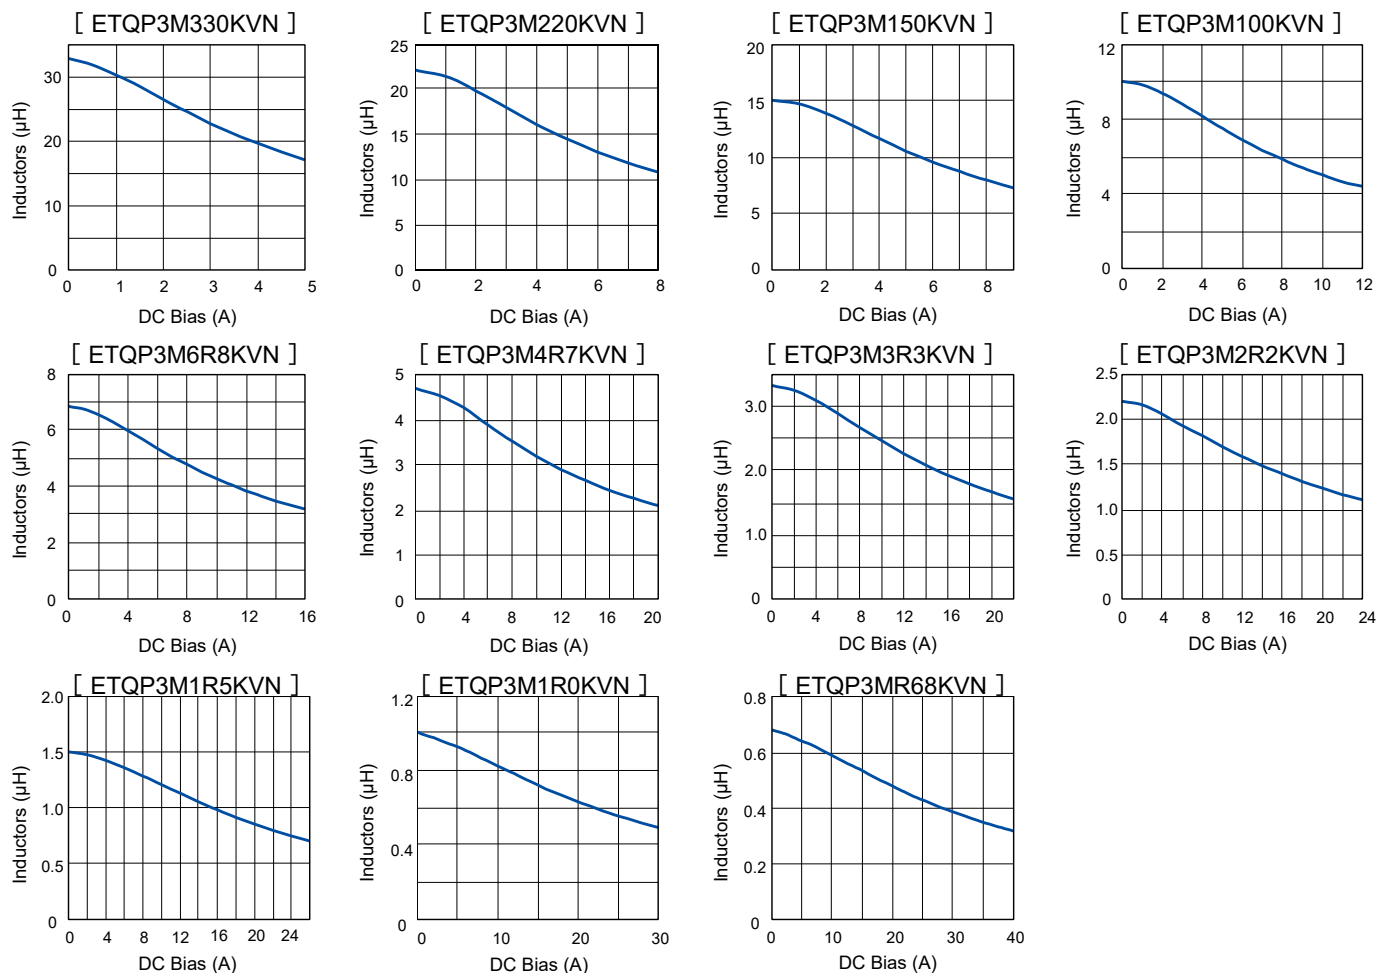 [ ETQP3M330KVN ]
Inductors (µH)
30
20
10
0
0 1 2 3 4 5
DC Bias (A)
[ ETQP3M220KVN ]
Inductors (µH)
25
20
15
10
5
0
0 2 4 6 8
DC Bias (A)
[ ETQP3M150KVN ]
Inductors (µH)
20
15
10
5
0
0 2 4 6 8
DC Bias (A)
[ ETQP3M100KVN ]
Inductors (µH)
12
8
4
0
0 2 4 6 8 10 12
DC Bias (A)
[ ETQP3M6R8KVN ]
Inductors (µH)
8
6
4
2
0
0 4 8 12 16
DC Bias (A)
[ ETQP3M4R7KVN ]
Inductors (µH)
5
4
3
2
1
0
0 4 8 12 16 20
DC Bias (A)
[ ETQP3M3R3KVN ]
Inductors (µH)
3.0
2.0
1.0
0
0 4 8 12 16 20
DC Bias (A)
[ ETQP3M2R2KVN ]
Inductors (µH)
2.5
2.0
1.5
1.0
0.5
0
0 4 8 12 16 20 24
DC Bias (A)
[ ETQP3M1R5KVN ]
Inductors (µH)
2.0
1.5
1.0
0.5
0
0 4 8 12 16 20 24
DC Bias (A)
[ ETQP3M1R0KVN ]
Inductors (µH)
1.2
0.8
0.4
0
0 10 20 30
DC Bias (A)
[ ETQP3MR68KVN ]
Inductors (µH)
0.8
0.6
0.4
0.2
0
0 10 20 30 40
DC Bias (A)